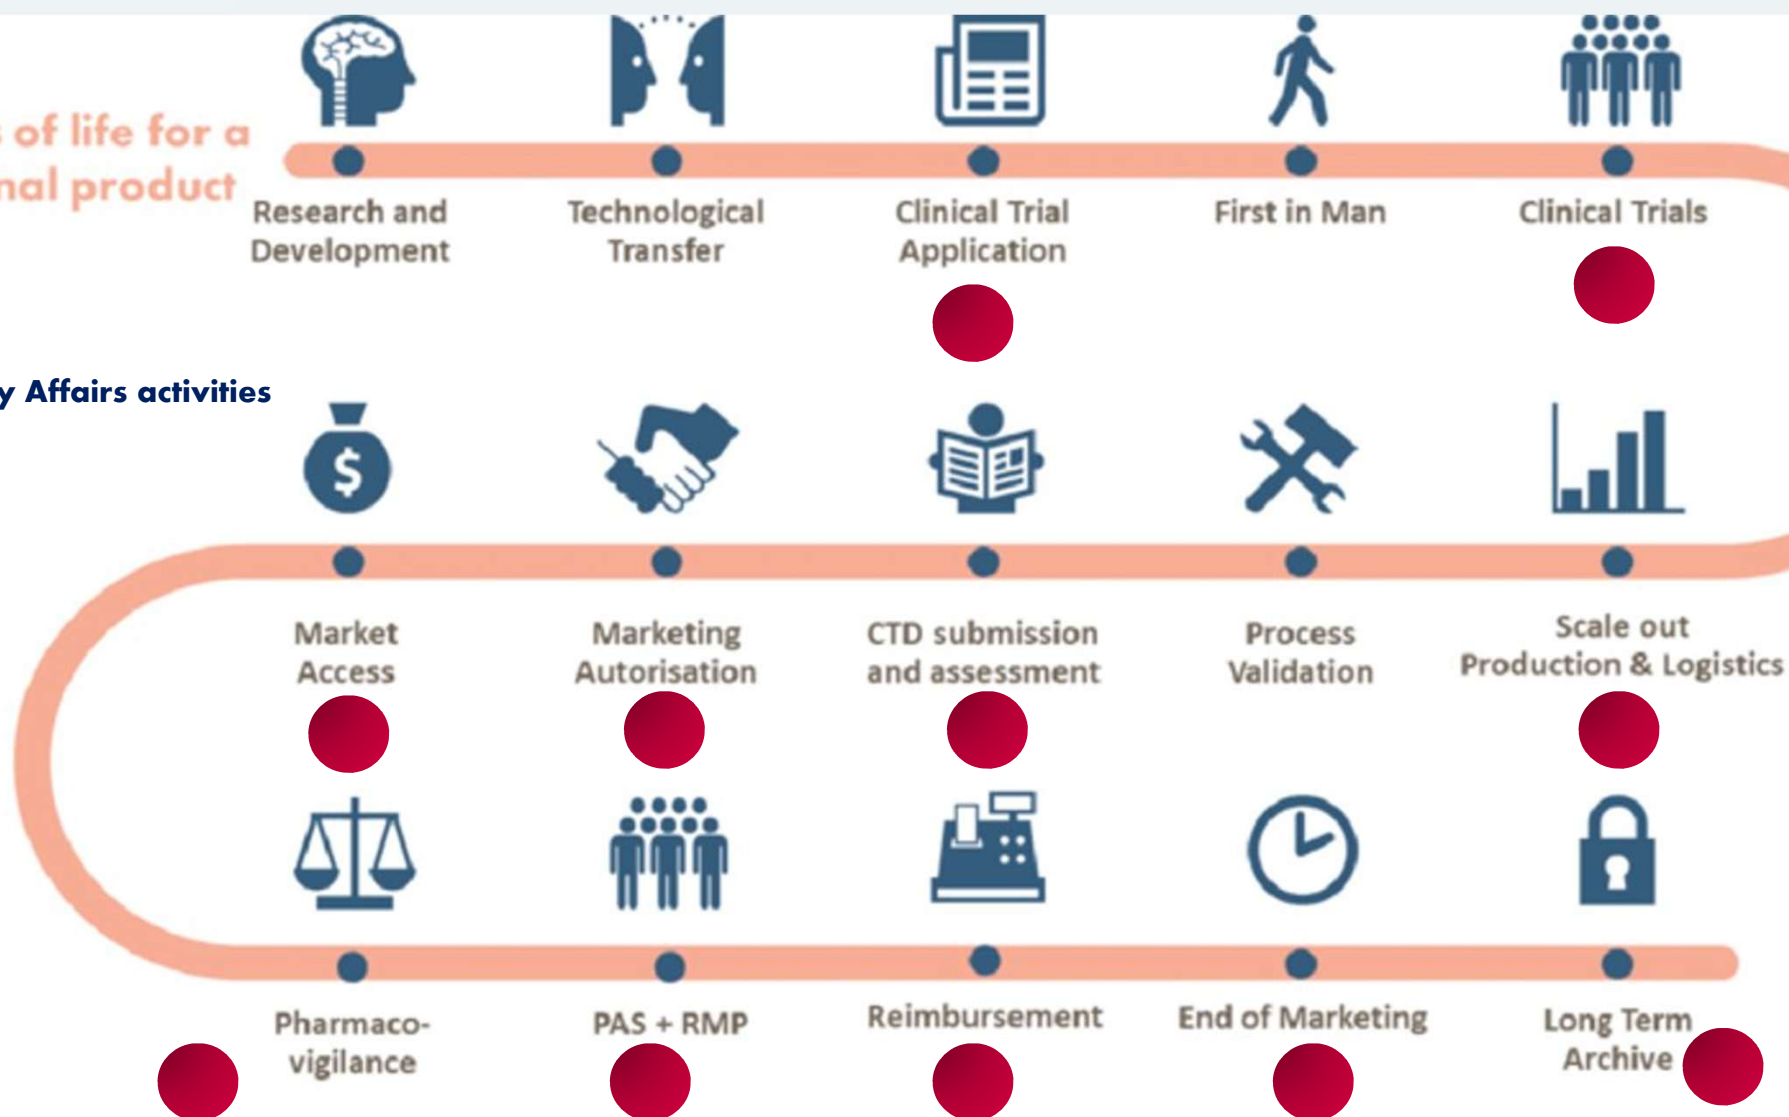 s of life for a
nal product
Research and
Development
Technological
Transfer
Clinical Trial
Application
First in Man
Clinical Trials
y Affairs activities
$
Market
Access
Marketing
Autorisation
CTD submission
and assessment
Process
Validation
Scale out
Production & Logistics
Pharmaco-
vigilance
PAS + RMP
Reimbursement
End of Marketing
Long Term
Archive